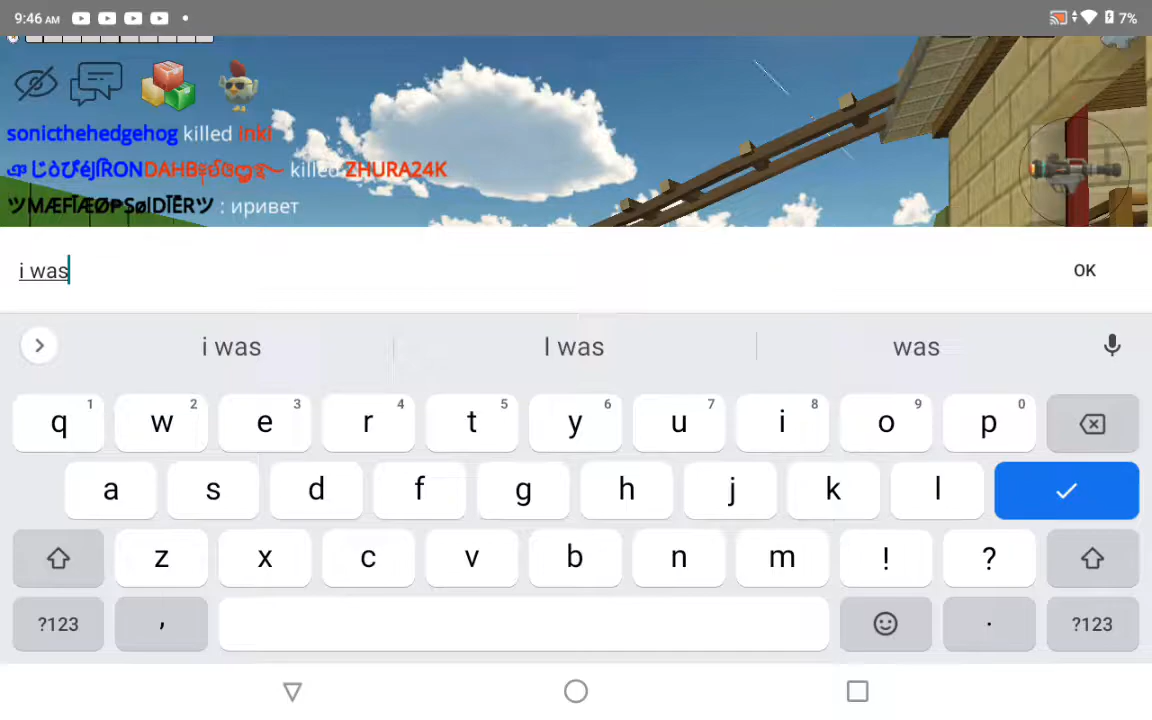 9:46 AM 7%
sonicthehedgehog killed inki
killed ZHURA24K
: иривет
i was OK
i was I was was
q 1 w 2 e 3 r 4 t 5 y 6 u 7 i 8 o 9 p 0
a s d f g h j k l
z x c v b n m ! ?
?123 , . ?123